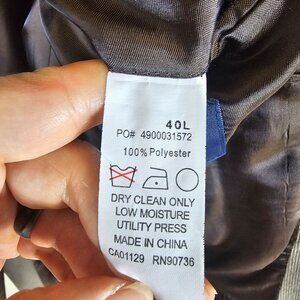 40L
PO# 4900031572
100% Polyester
DRY CLEAN ONLY
LOW MOISTURE
UTILITY PRESS
MADE IN CHINA
CA01129 RN90736